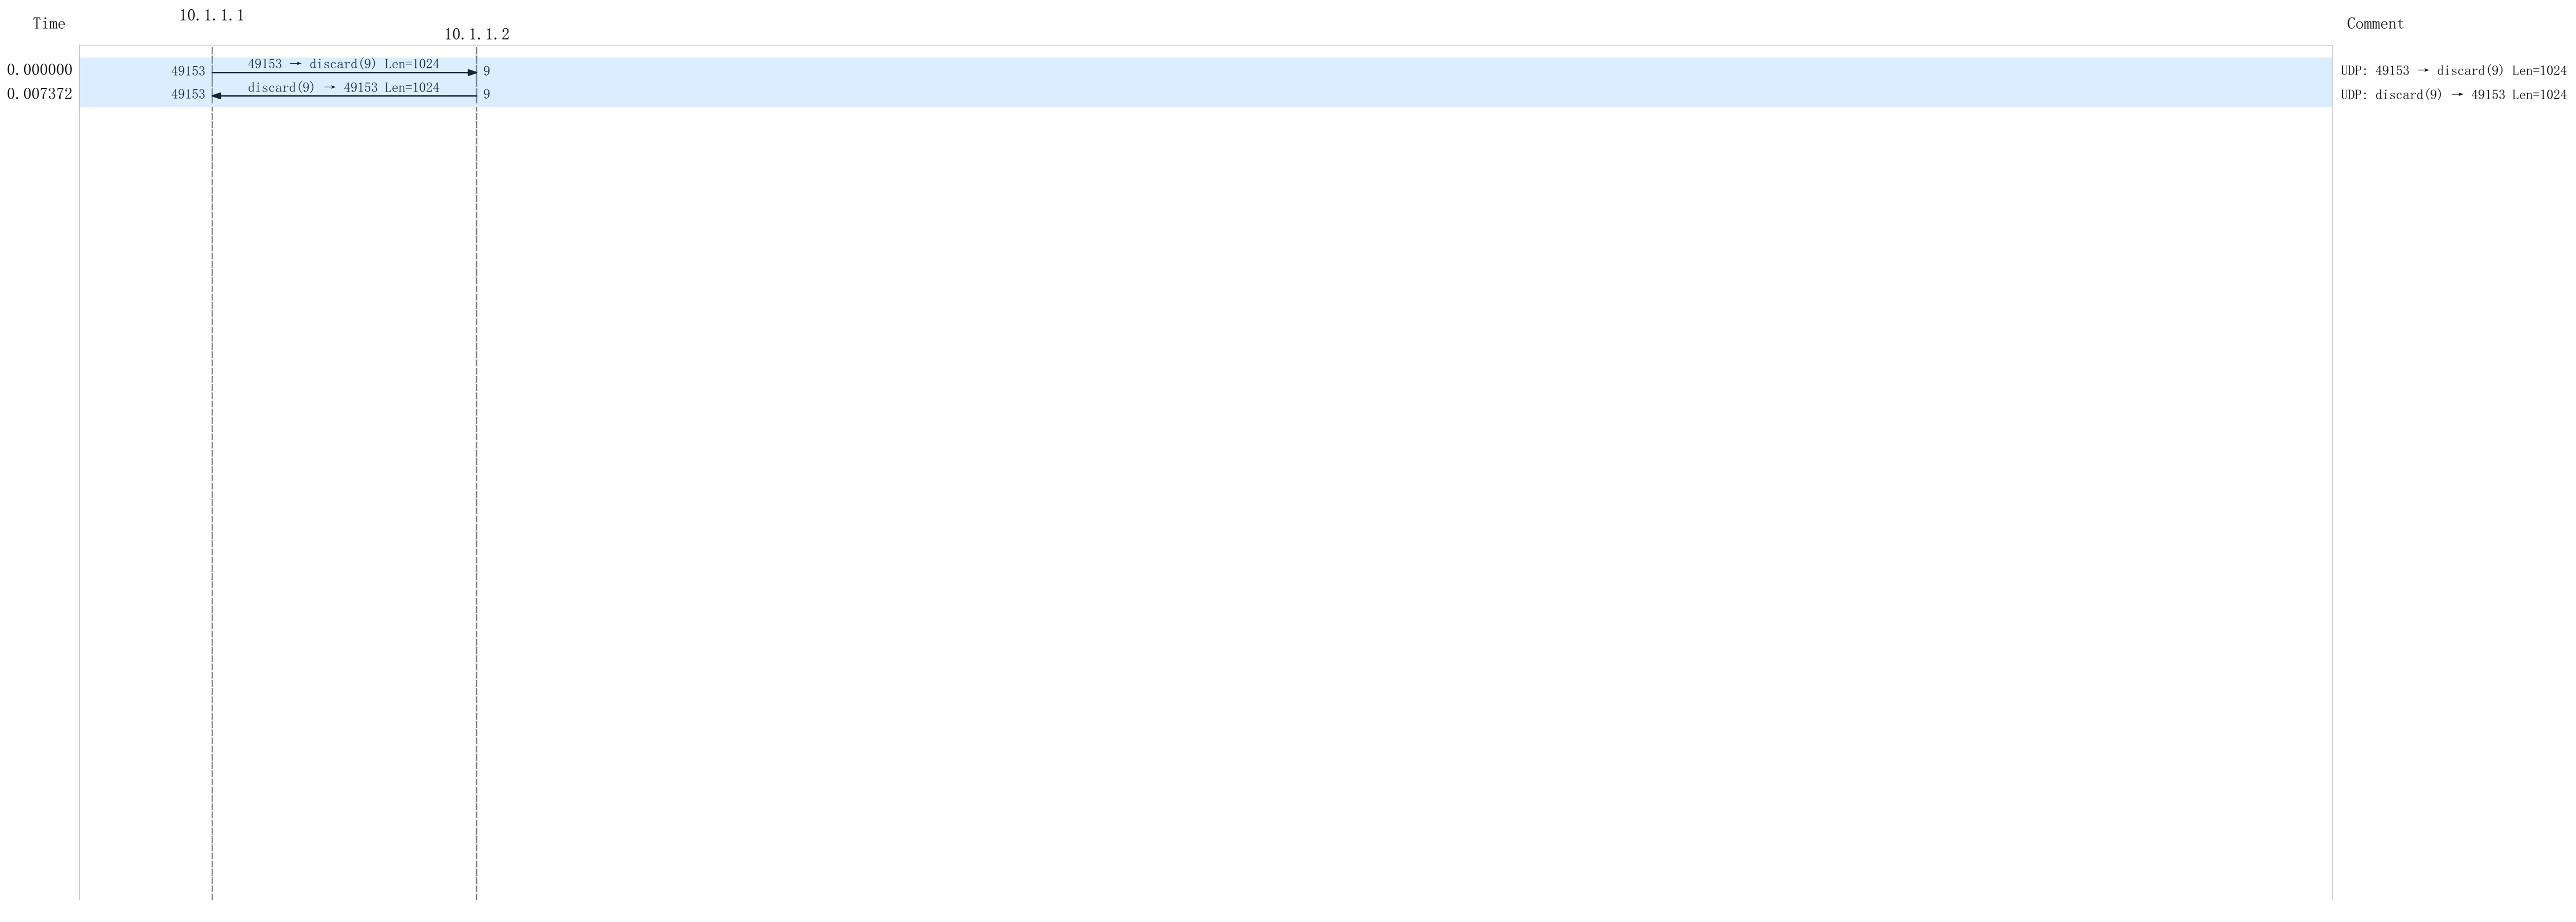 Time 10.1.1.1 10.1.1.2 Comment
0.000000 49153 49153 → discard(9) Len=1024 9 UDP: 49153 → discard(9) Len=1024
0.007372 49153 discard(9) → 49153 Len=1024 9 UDP: discard(9) → 49153 Len=1024